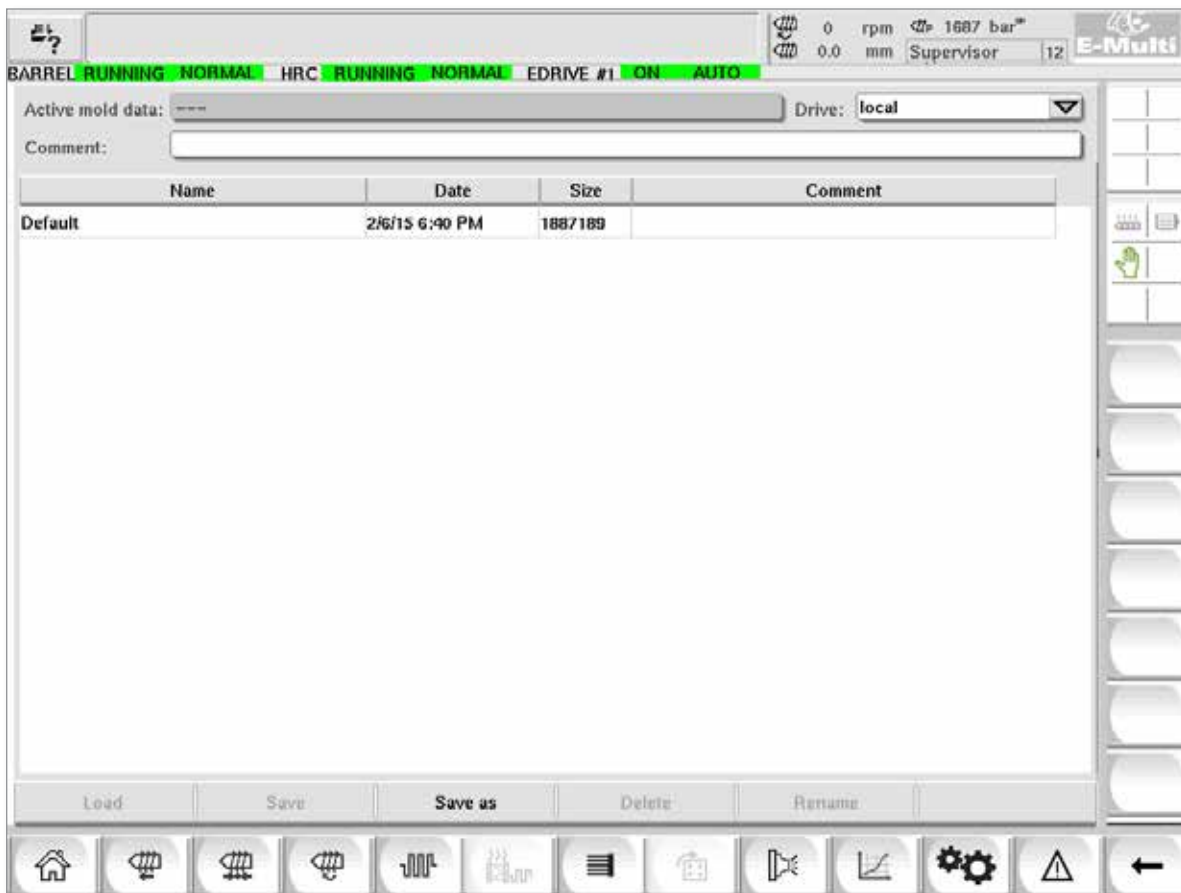 0 rpm 1687 bar
0.0 mm Supervisor 12
E-Multi
BARREL RUNNING NORMAL HRC RUNNING NORMAL EDRIVE #1 ON AUTO
Active mold data: --- Drive: local
Comment:
Name Date Size Comment
Default 2/6/15 6:40 PM 1887189
Load Save Save as Delete Rename